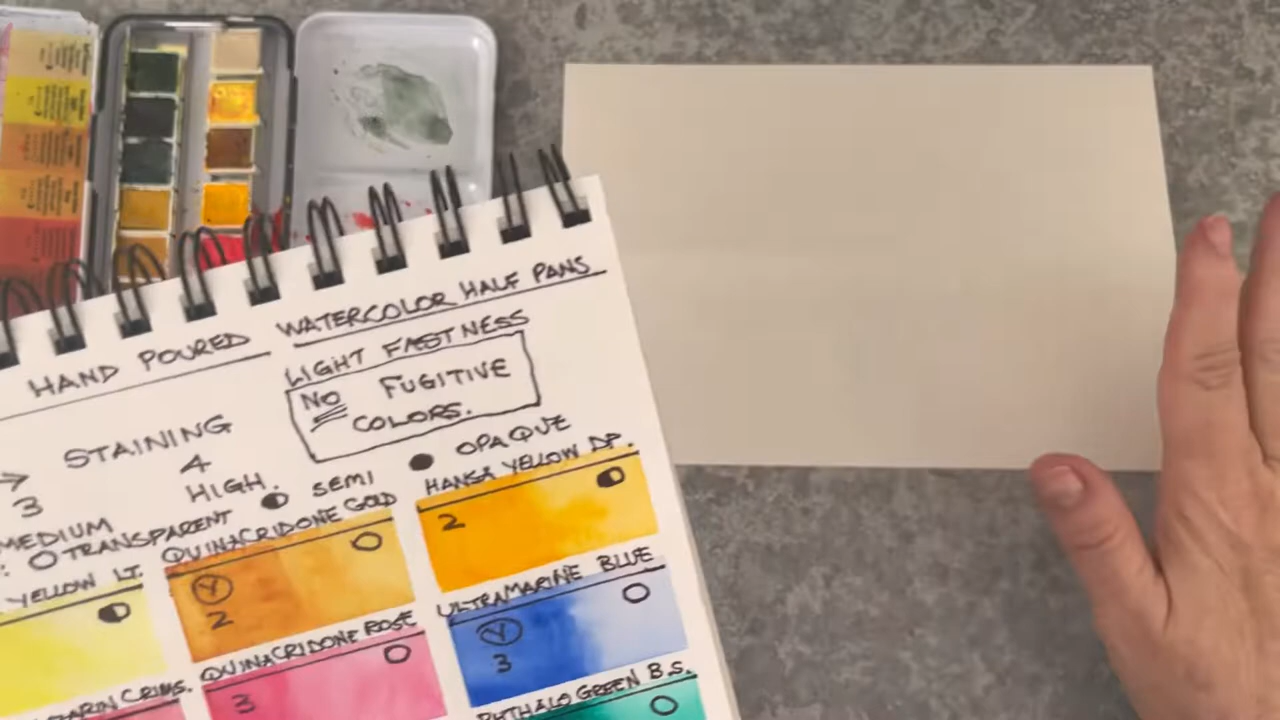 HAND POURED WATERCOLOR HALF PANS
LIGHT FASTNESS
NO FUGITIVE
COLORS.
STAINING
→ 4
3 HIGH.
MEDIUM
TRANSPARENT SEMI OPAQUE
YELLOW LT.
QUINACRIDONE GOLD
Y
2
HANSA YELLOW DP.
2
CRIMS.
QUINACRIDONE ROSE
3
ULTRAMARINE BLUE
Y
3
PHTHALO GREEN B.S.